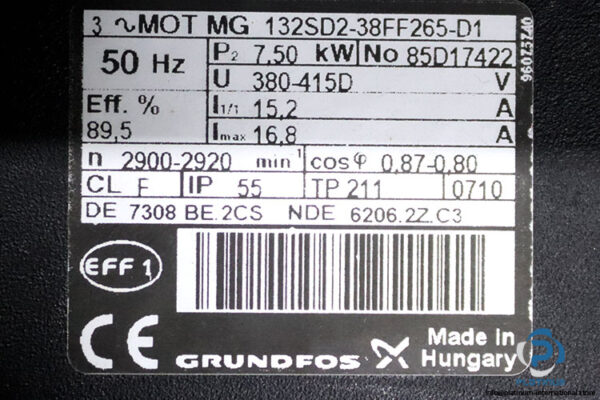 3 ~ MOT MG 132SD2-38FF265-D1
50 Hz
P2 7,50 kW No 85D17422
U 380-415D V
Eff. %
89,5
I1/1 15,2 A
Imax 16,8 A
n 2900-2920 min-1 cosφ 0,87-0,80
CL F IP 55 TP 211 0710
DE 7308 BE.2CS NDE 6206.2Z.C3
EFF 1
CE GRUNDFOS
Made in
Hungary